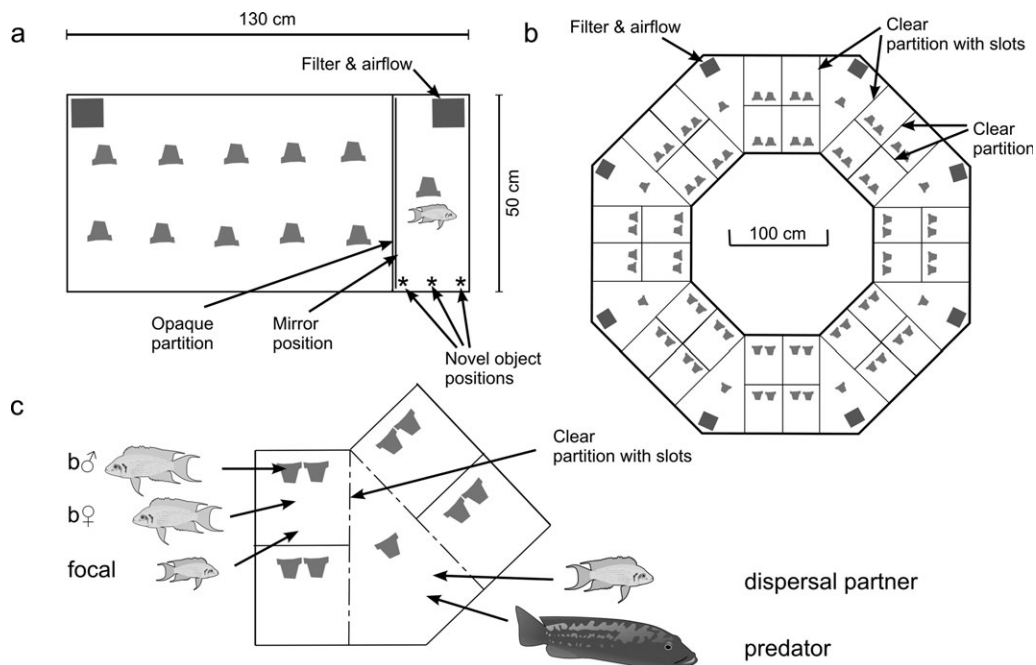 a
130 cm
Filter & airflow
50 cm
Opaque
partition
Mirror
position
* * *
Novel object
positions
b
Filter & airflow
Clear
partition with slots
Clear
partition
100 cm
c
b♂
b♀
focal
Clear
partition with slots
dispersal partner
predator